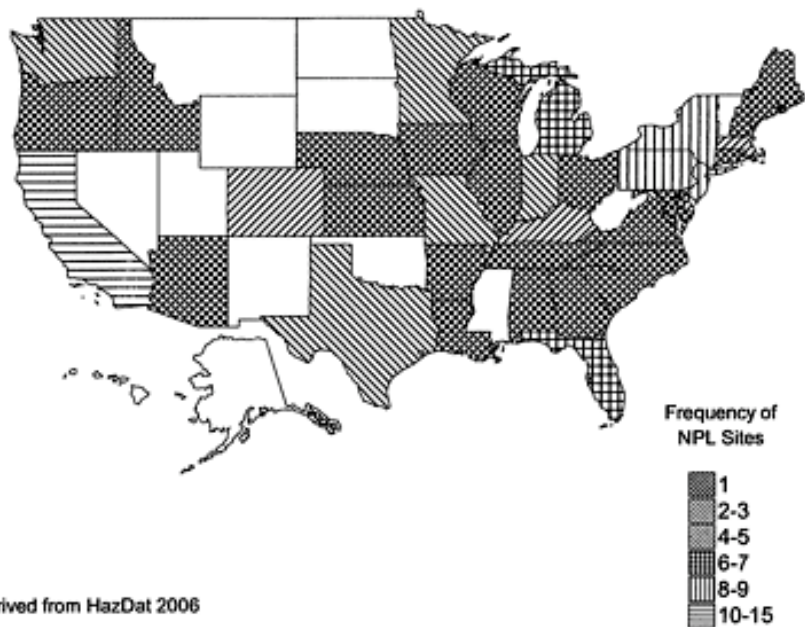 Frequency of
NPL Sites
1
2-3
4-5
6-7
8-9
10-15
rived from HazDat 2006